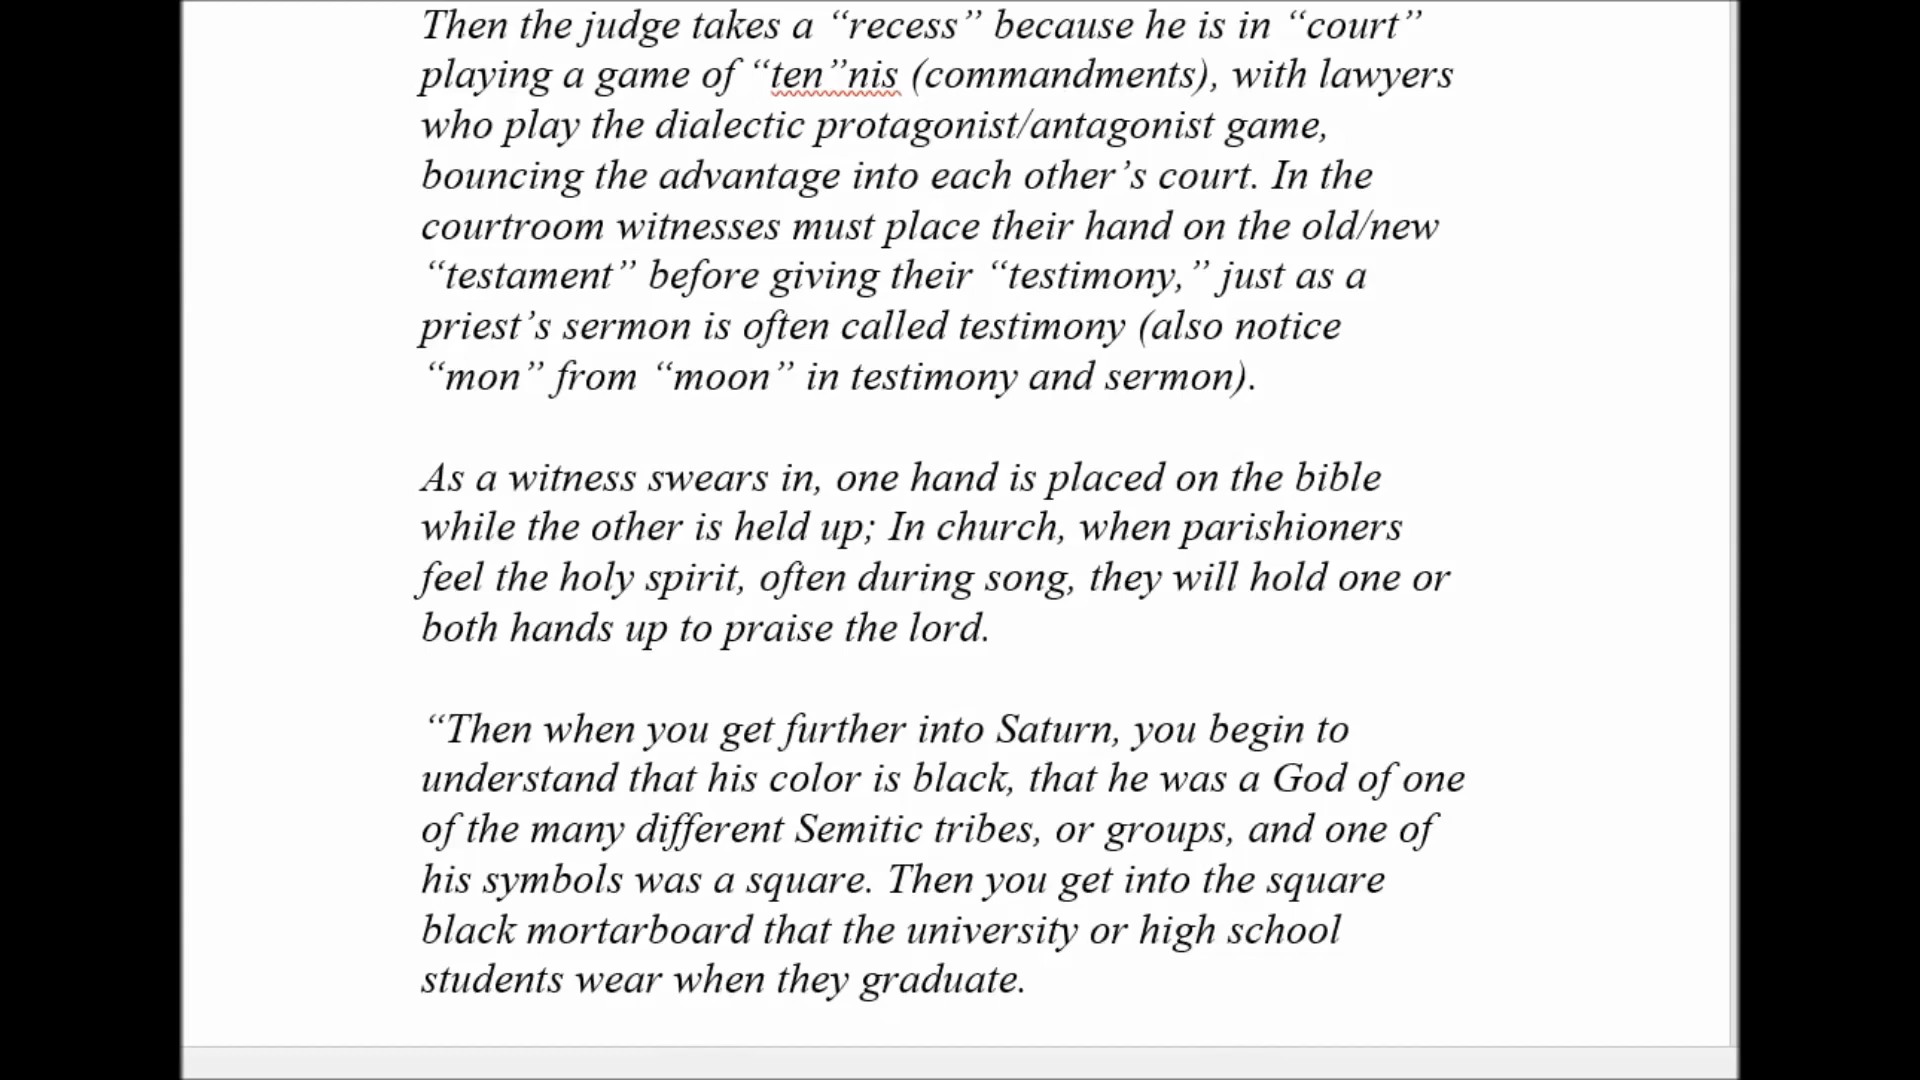 Then the judge takes a “recess” because he is in “court”
playing a game of “ten”nis (commandments), with lawyers
who play the dialectic protagonist/antagonist game,
bouncing the advantage into each other’s court. In the
courtroom witnesses must place their hand on the old/new
“testament” before giving their “testimony,” just as a
priest’s sermon is often called testimony (also notice
“mon” from “moon” in testimony and sermon).
As a witness swears in, one hand is placed on the bible
while the other is held up; In church, when parishioners
feel the holy spirit, often during song, they will hold one or
both hands up to praise the lord.
“Then when you get further into Saturn, you begin to
understand that his color is black, that he was a God of one
of the many different Semitic tribes, or groups, and one of
his symbols was a square. Then you get into the square
black mortarboard that the university or high school
students wear when they graduate.